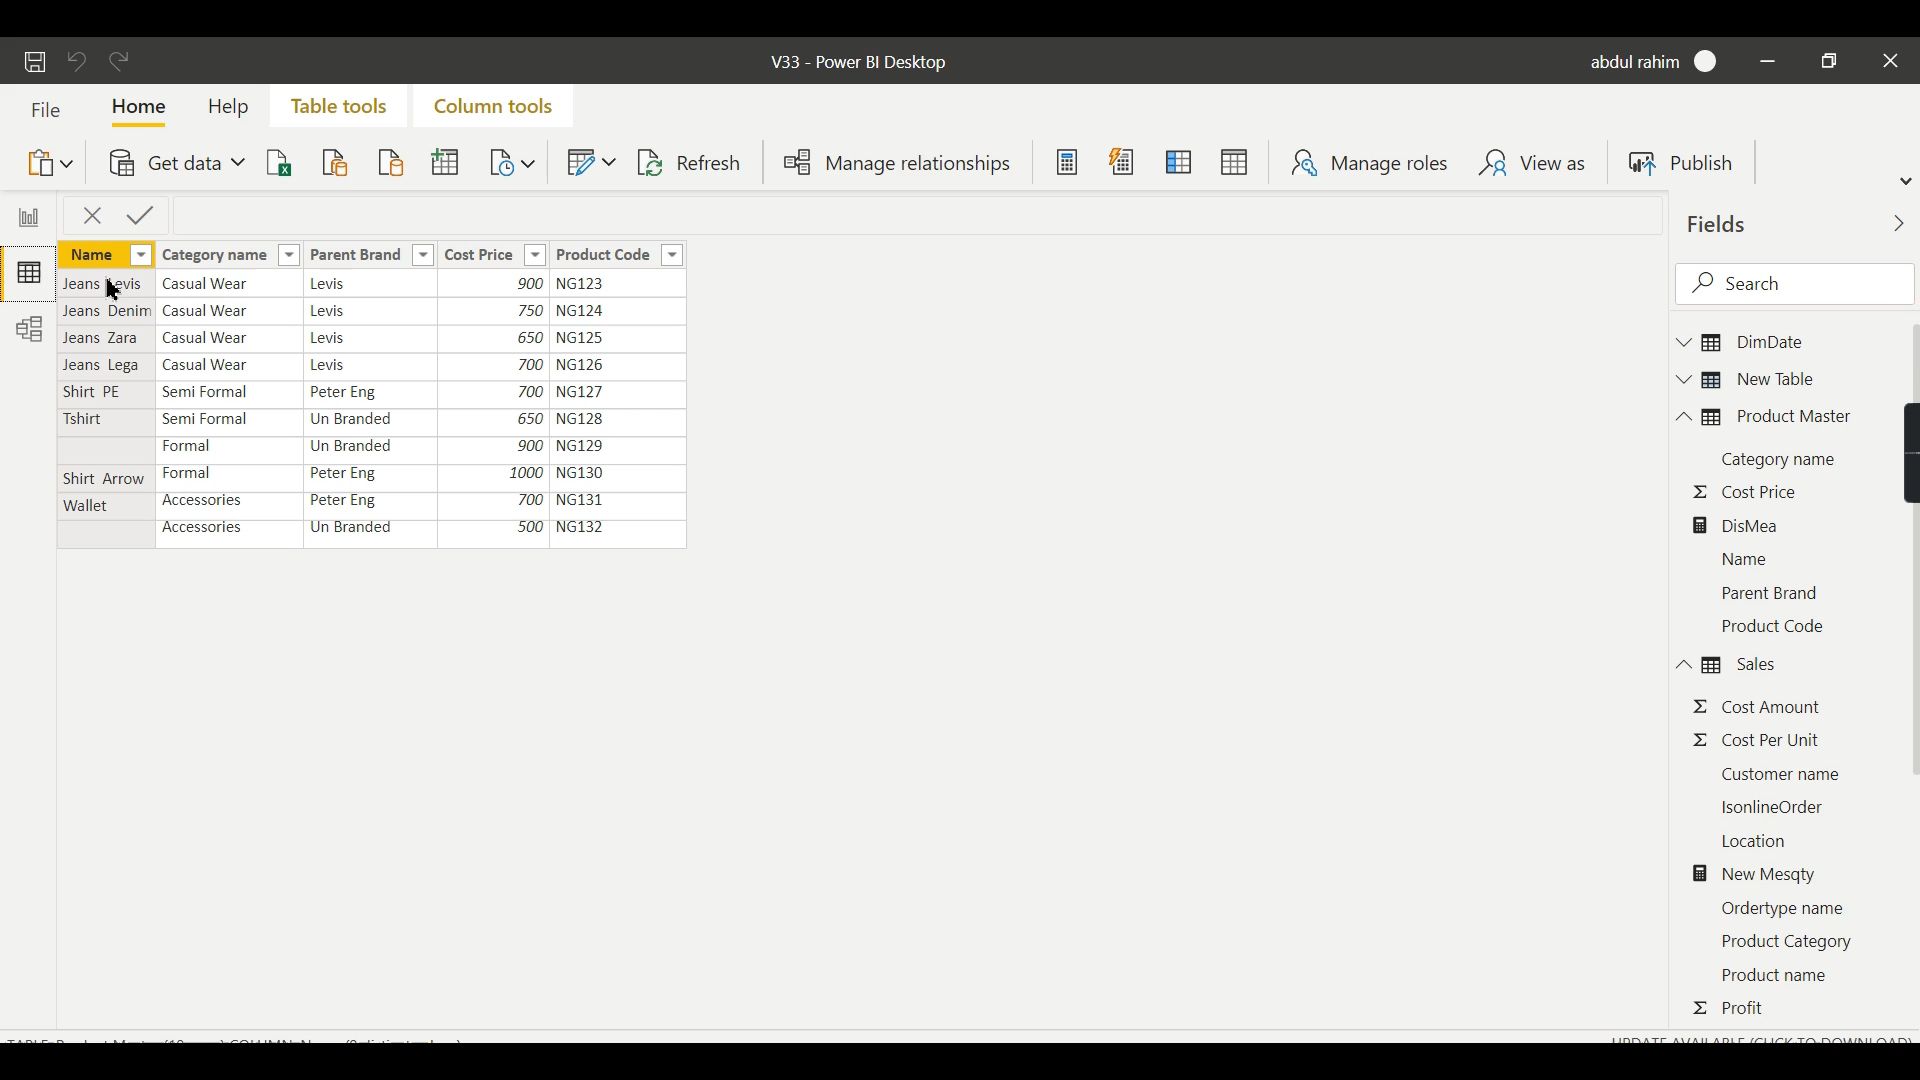 V33 - Power BI Desktop
abdul rahim
File
Home
Help
Table tools
Column tools
Get data
Refresh
Manage relationships
Manage roles
View as
Publish
Name Category name Parent Brand Cost Price Product Code
Jeans Levis Casual Wear Levis 900 NG123
Jeans Denim Casual Wear Levis 750 NG124
Jeans Zara Casual Wear Levis 650 NG125
Jeans Lega Casual Wear Levis 700 NG126
Shirt PE Semi Formal Peter Eng 700 NG127
Tshirt Semi Formal Un Branded 650 NG128
Formal Un Branded 900 NG129
Shirt Arrow Formal Peter Eng 1000 NG130
Wallet Accessories Peter Eng 700 NG131
Accessories Un Branded 500 NG132
Fields
Search
DimDate
New Table
Product Master
Category name
Σ Cost Price
DisMea
Name
Parent Brand
Product Code
Sales
Σ Cost Amount
Σ Cost Per Unit
Customer name
IsonlineOrder
Location
New Mesqty
Ordertype name
Product Category
Product name
Σ Profit
UPDATE AVAILABLE (CLICK TO DOWNLOAD)